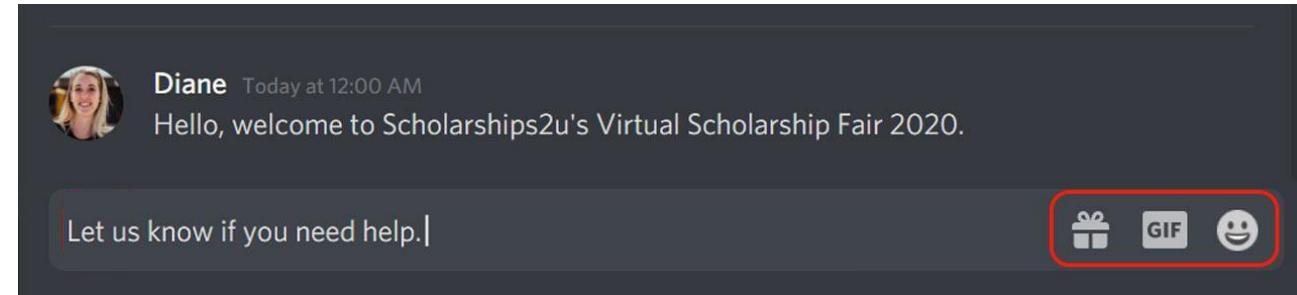 Diane Today at 12:00 AM
Hello, welcome to Scholarships2u's Virtual Scholarship Fair 2020.
Let us know if you need help.
GIF